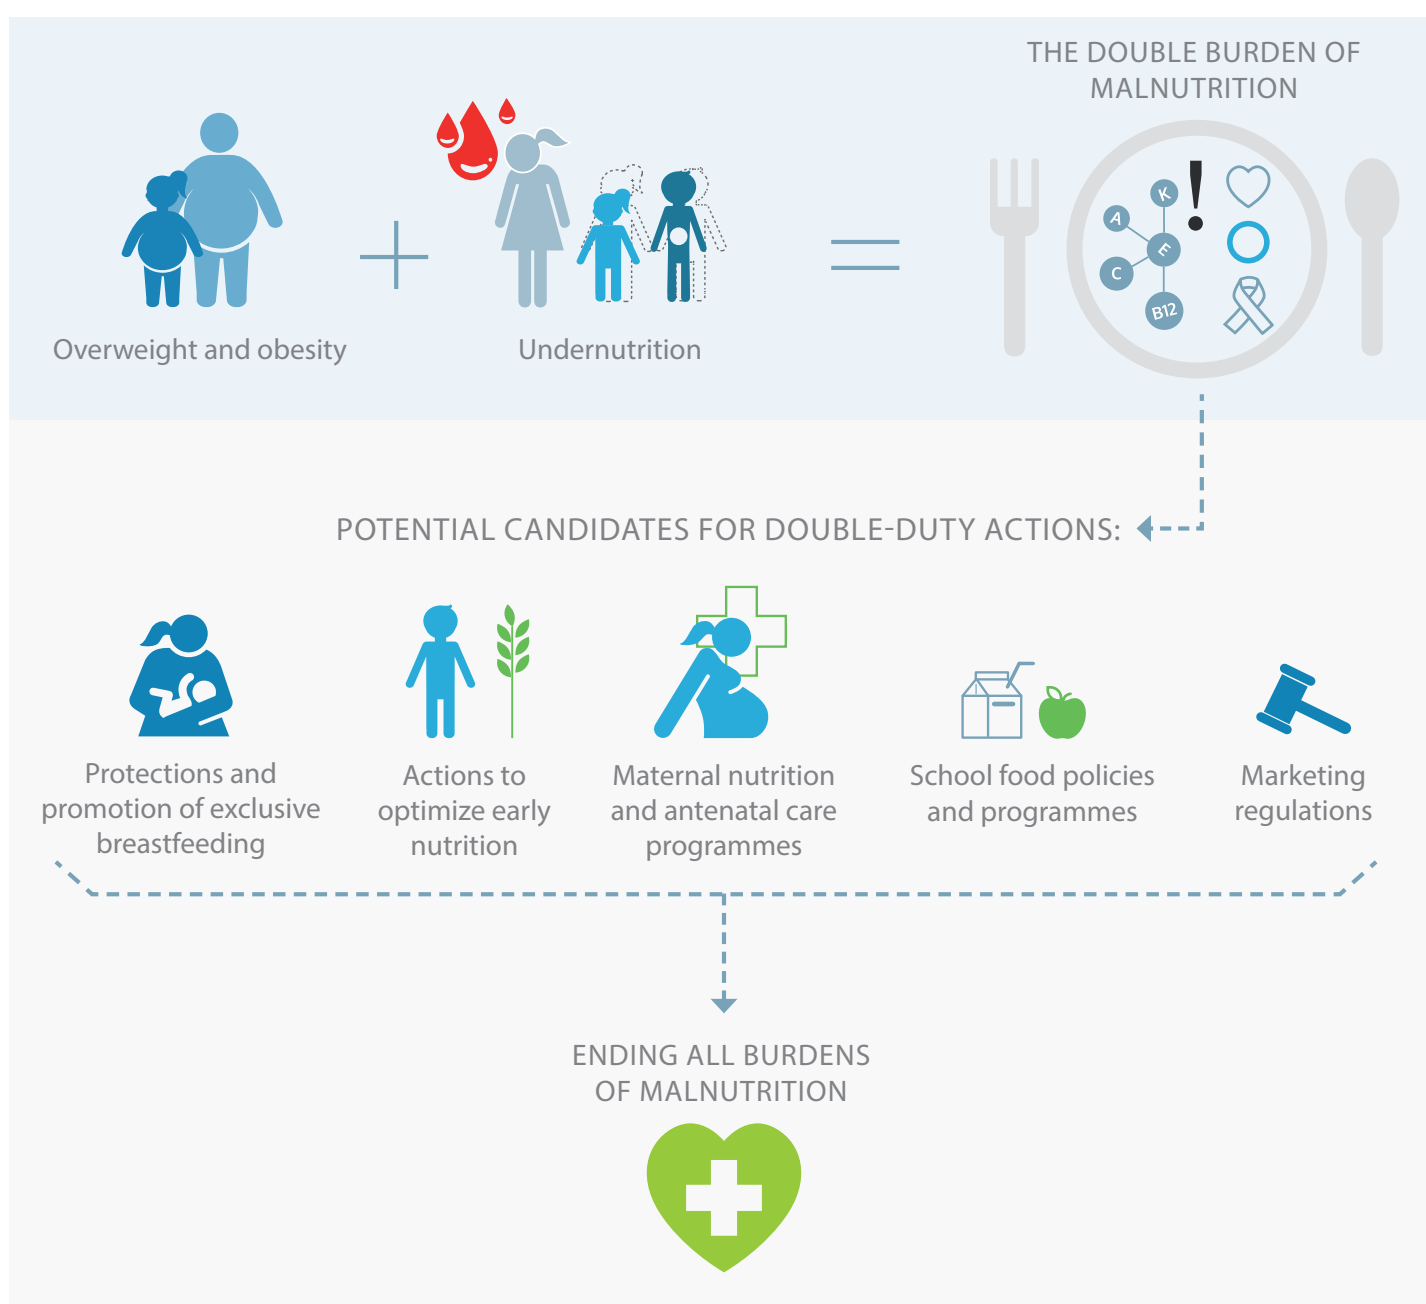 THE DOUBLE BURDEN OF
MALNUTRITION
K
A
E
C
B12
Overweight and obesity
Undernutrition
POTENTIAL CANDIDATES FOR DOUBLE-DUTY ACTIONS:
Protections and
promotion of exclusive
breastfeeding
Actions to
optimize early
nutrition
Maternal nutrition
and antenatal care
programmes
School food policies
and programmes
Marketing
regulations
ENDING ALL BURDENS
OF MALNUTRITION